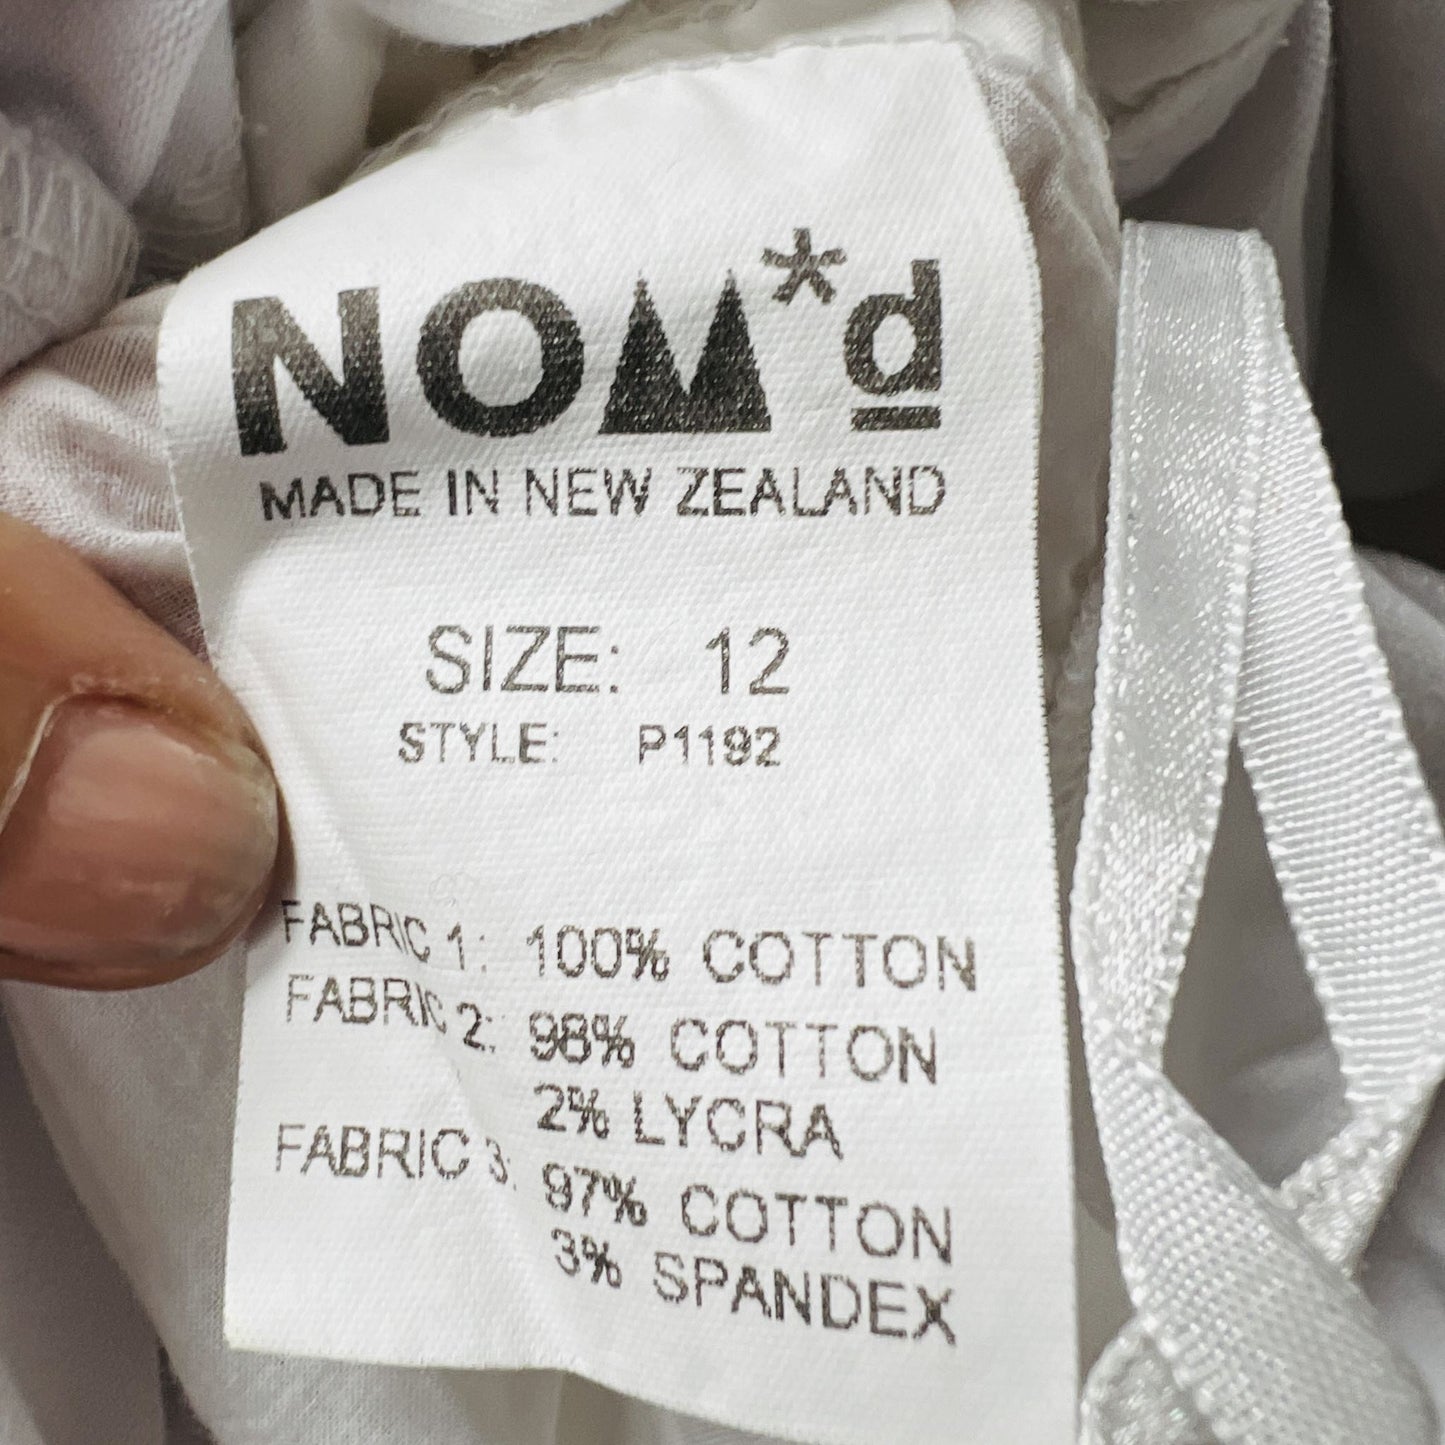 NOM*d
MADE IN NEW ZEALAND
SIZE: 12
STYLE: P1192
FABRIC 1: 100% COTTON
FABRIC 2: 98% COTTON
2% LYCRA
FABRIC 3: 97% COTTON
3% SPANDEX